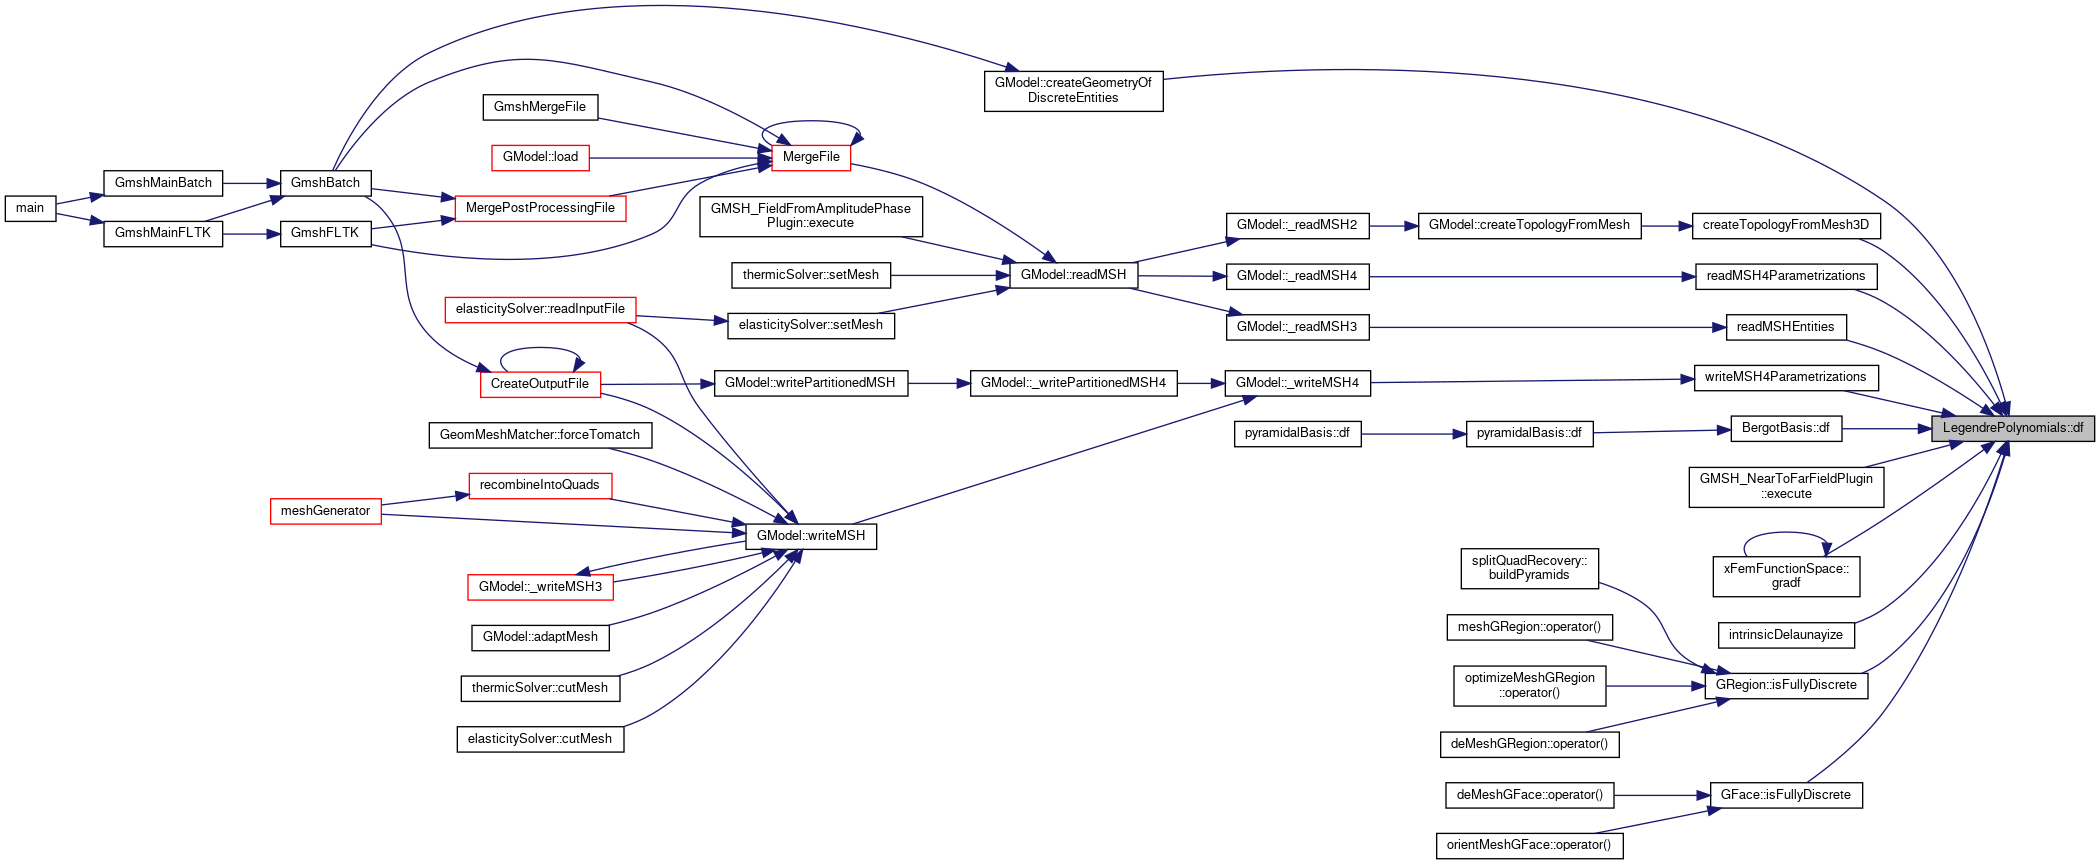 main
GmshMainBatch
GmshMainFLTK
GmshBatch
GmshFLTK
GmshMergeFile
GModel::load
MergePostProcessingFile
MergeFile
GModel::createGeometryOf
DiscreteEntities
GMSH_FieldFromAmplitudePhase
Plugin::execute
thermicSolver::setMesh
elasticitySolver::setMesh
elasticitySolver::readInputFile
CreateOutputFile
GModel::readMSH
GModel::_readMSH2
GModel::_readMSH4
GModel::_readMSH3
GModel::createTopologyFromMesh
createTopologyFromMesh3D
readMSH4Parametrizations
readMSHEntities
writeMSH4Parametrizations
GModel::writePartitionedMSH
GModel::_writePartitionedMSH4
GModel::_writeMSH4
pyramidalBasis::df
pyramidalBasis::df
BergotBasis::df
LegendrePolynomials::df
GeomMeshMatcher::forceTomatch
recombineIntoQuads
meshGenerator
GModel::writeMSH
GModel::_writeMSH3
GModel::adaptMesh
thermicSolver::cutMesh
elasticitySolver::cutMesh
GMSH_NearToFarFieldPlugin
::execute
xFemFunctionSpace::
gradf
intrinsicDelaunayize
splitQuadRecovery::
buildPyramids
meshGRegion::operator()
optimizeMeshGRegion
::operator()
deMeshGRegion::operator()
GRegion::isFullyDiscrete
deMeshGFace::operator()
orientMeshGFace::operator()
GFace::isFullyDiscrete